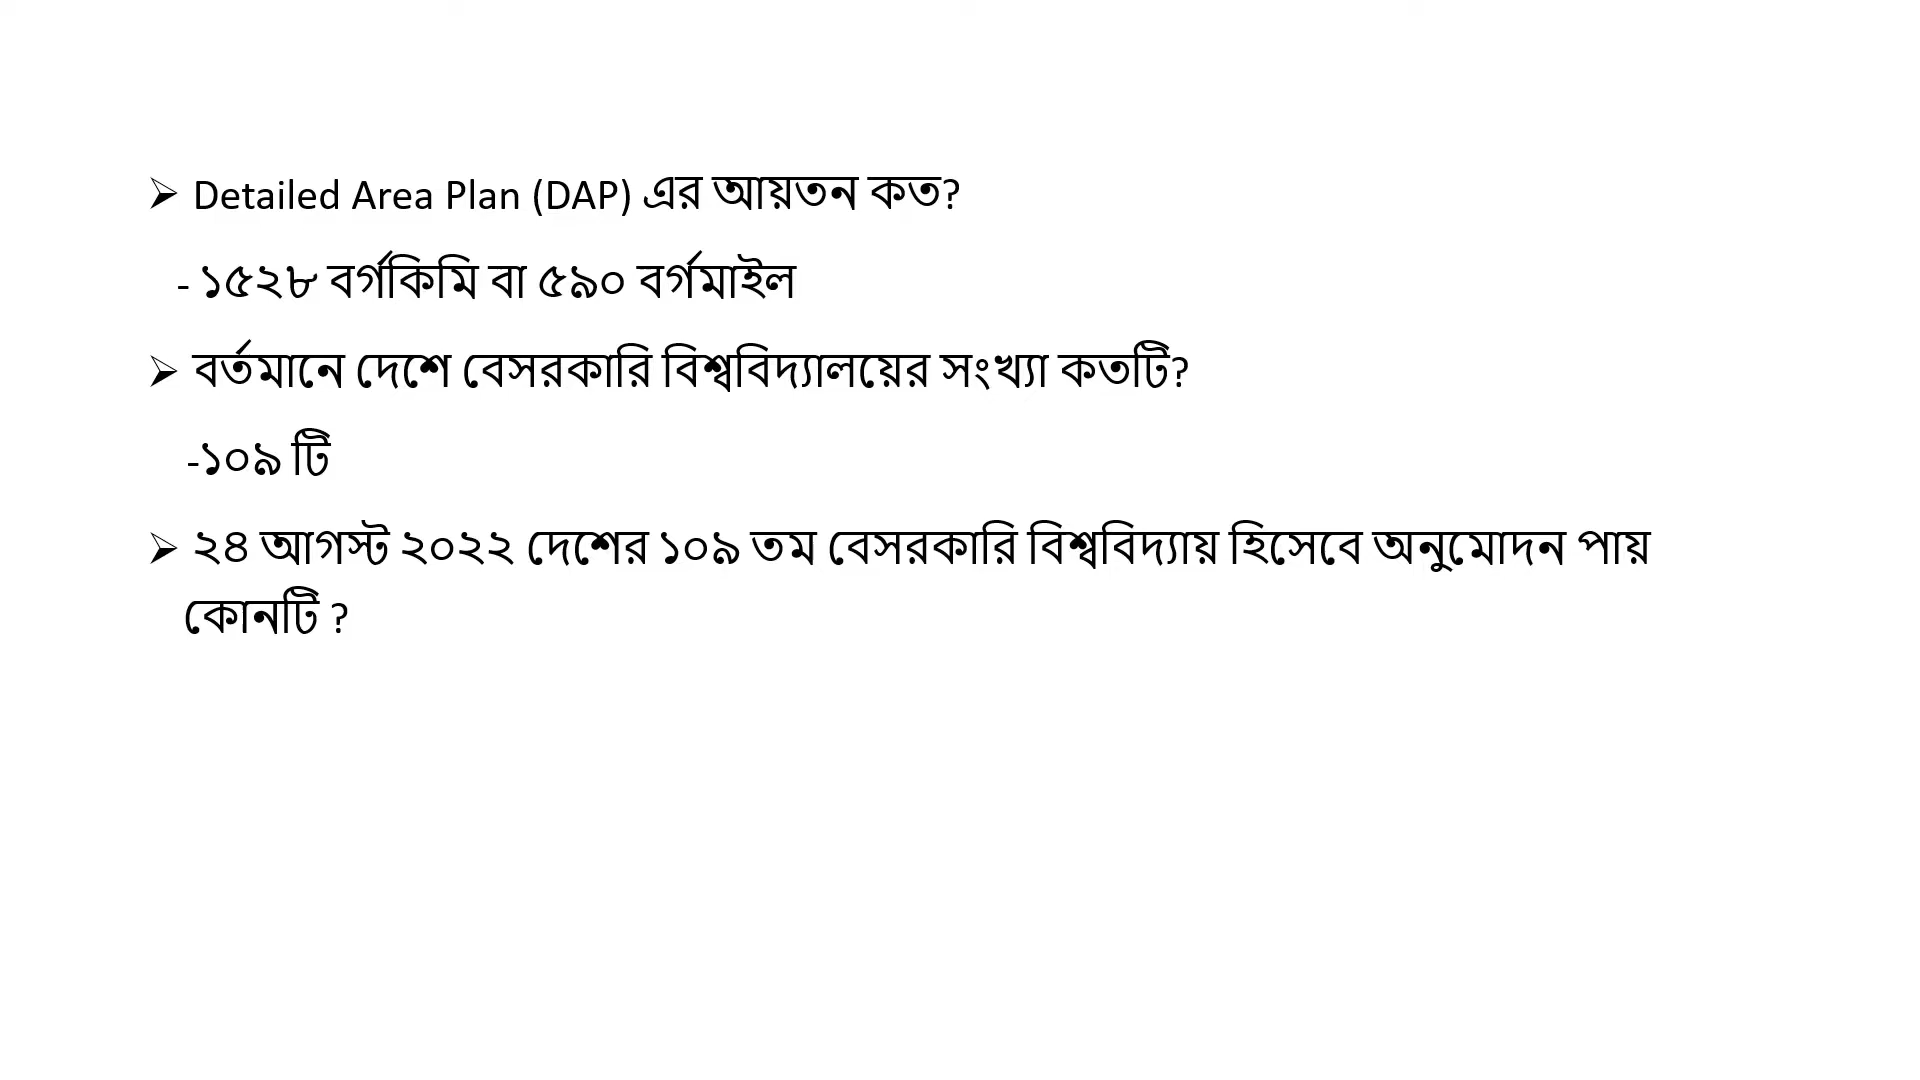 ➢ Detailed Area Plan (DAP) এর আয়তন কত?
- ১৫২৮ বর্গকিমি বা ৫৯০ বর্গমাইল
➢ বর্তমানে দেশে বেসরকারি বিশ্ববিদ্যালয়ের সংখ্যা কতটি?
-১০৯ টি
➢ ২৪ আগস্ট ২০২২ দেশের ১০৯ তম বেসরকারি বিশ্ববিদ্যায় হিসেবে অনুমোদন পায়
কোনটি ?